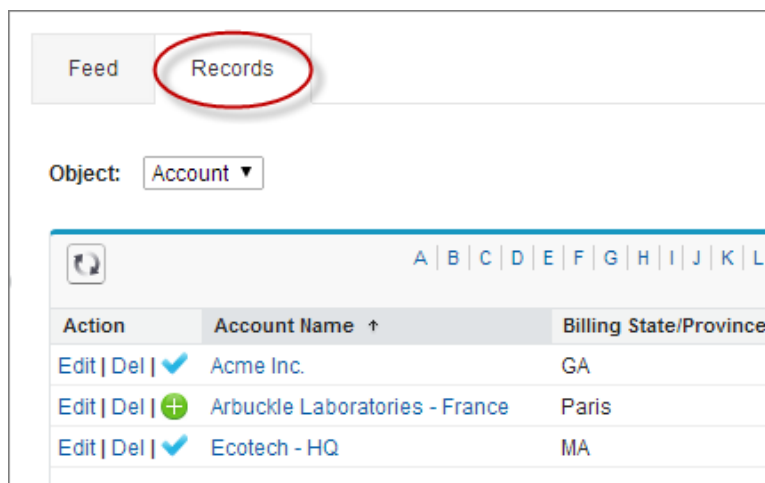 Feed Records
Object: Account ▼
A | B | C | D | E | F | G | H | I | J | K | L
Action Account Name ↑ Billing State/Province
Edit | Del | Acme Inc. GA
Edit | Del | Arbuckle Laboratories - France Paris
Edit | Del | Ecotech - HQ MA